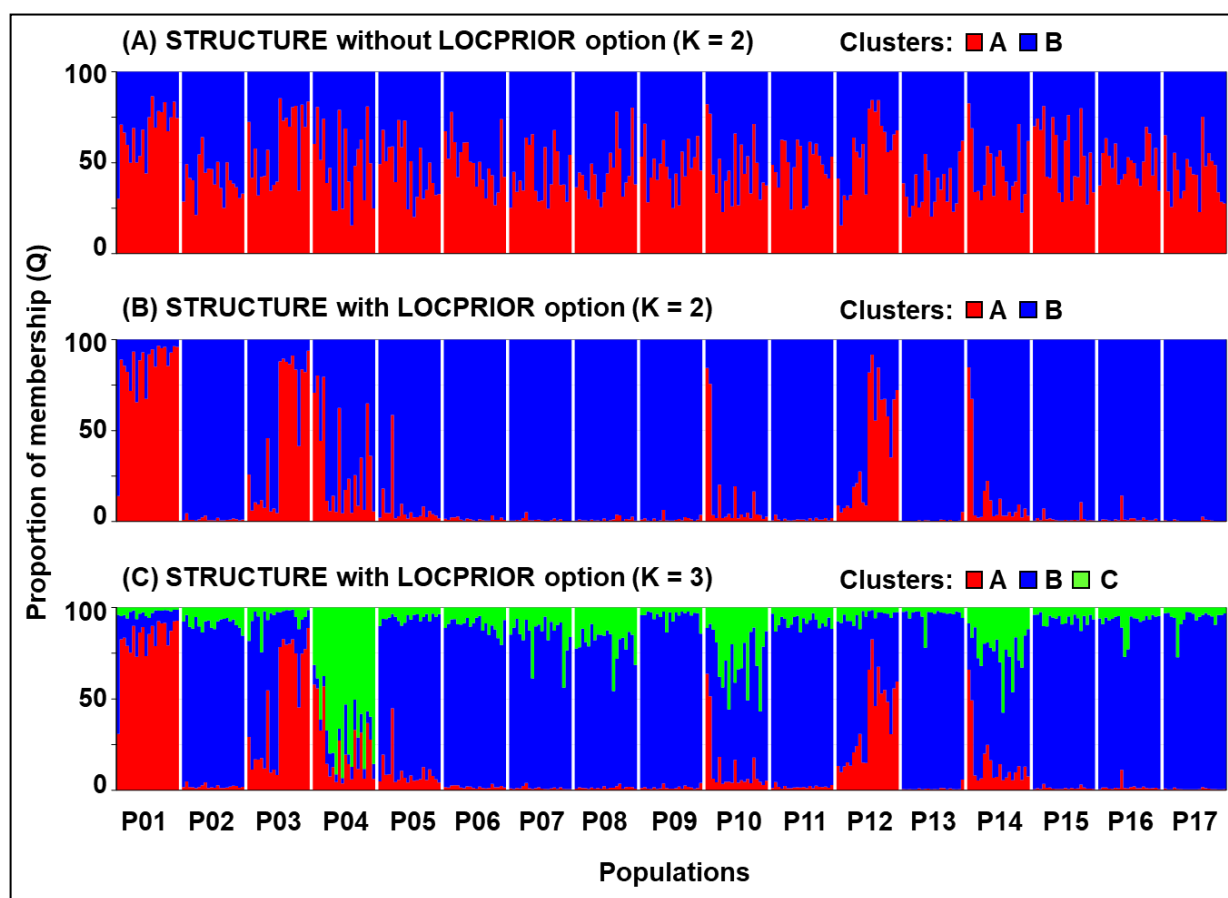 (A) STRUCTURE without LOCPRIOR option (K = 2) Clusters: A B
100
50
0
(B) STRUCTURE with LOCPRIOR option (K = 2) Clusters: A B
100
50
0
(C) STRUCTURE with LOCPRIOR option (K = 3) Clusters: A B C
100
50
0
Proportion of membership (Q)
P01 P02 P03 P04 P05 P06 P07 P08 P09 P10 P11 P12 P13 P14 P15 P16 P17
Populations